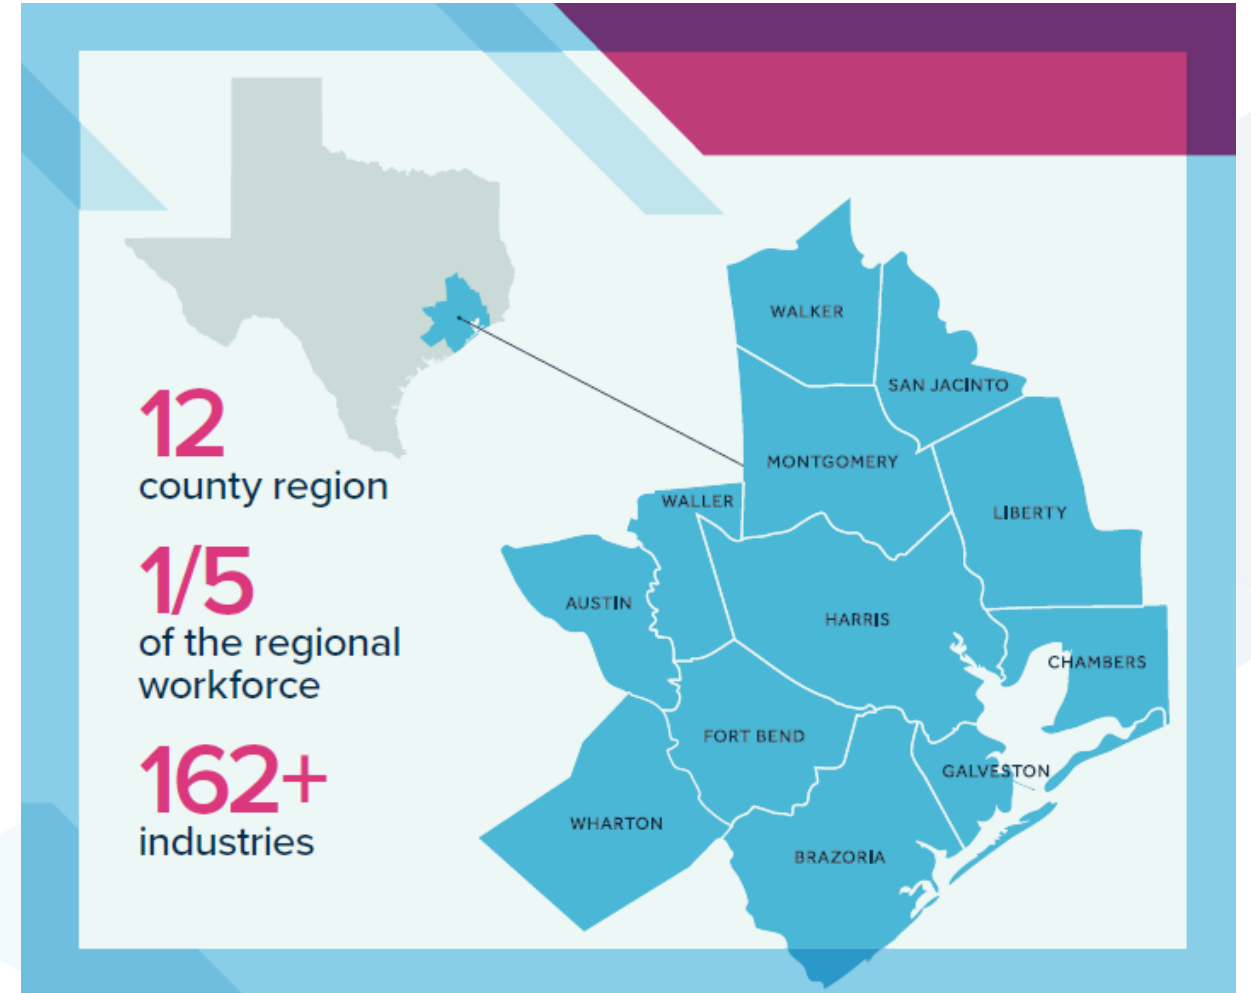 12
county region
1/5
of the regional
workforce
162+
industries
WALKER
SAN JACINTO
MONTGOMERY
WALLER
LIBERTY
AUSTIN
HARRIS
CHAMBERS
FORT BEND
GALVESTON
WHARTON
BRAZORIA